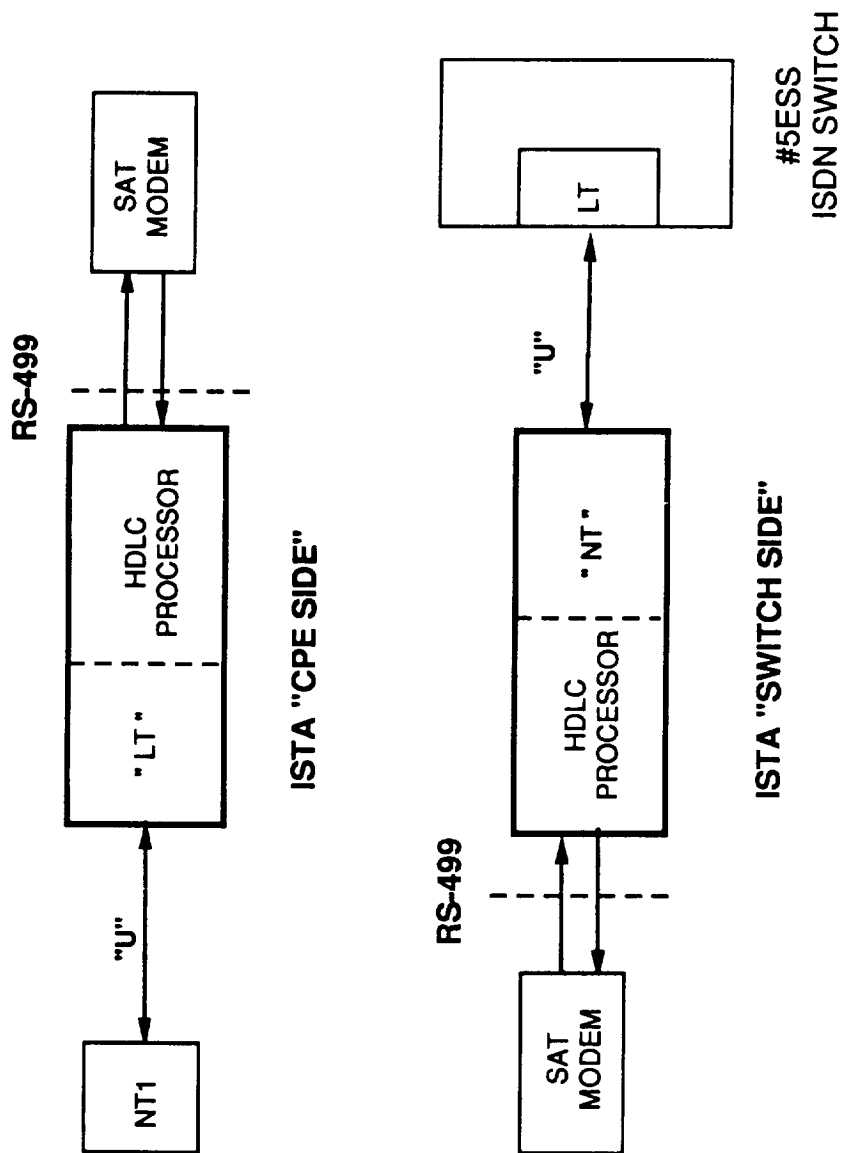 RS-499
NT1
"U"
"LT"
HDLC
PROCESSOR
SAT
MODEM
ISTA "CPE SIDE"
RS-499
SAT
MODEM
HDLC
PROCESSOR
"NT"
"U"
LT
#5ESS
ISDN SWITCH
ISTA "SWITCH SIDE"